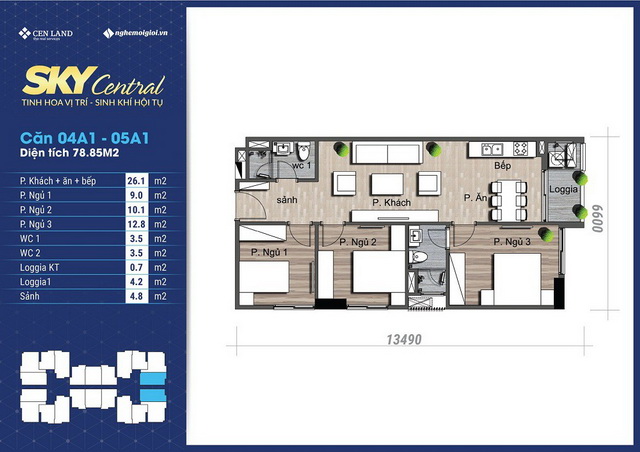 CEN LAND
the real services
nghemoigioi.vn
SKY Central
TINH HOA VỊ TRÍ - SINH KHÍ HỘI TỤ
Căn 04A1 - 05A1
Diện tích 78.85M2
P. Khách + ăn + bếp 26.1 m2
P. Ngủ 1 9.0 m2
P. Ngủ 2 10.1 m2
P. Ngủ 3 12.8 m2
WC 1 3.5 m2
WC 2 3.5 m2
Loggia KT 0.7 m2
Loggia1 4.2 m2
Sảnh 4.8 m2
wc 1
Bếp
Loggia
sảnh
P. Khách
P. Ăn
P. Ngủ 1
P. Ngủ 2
P. Ngủ 3
6600
13490